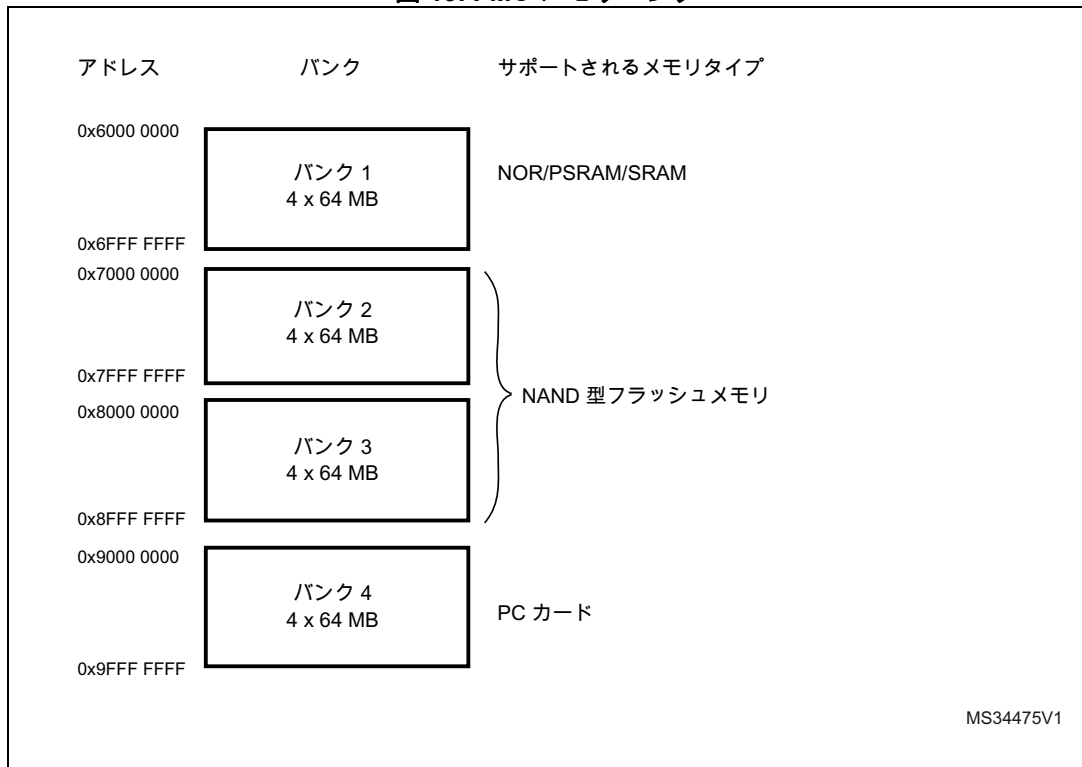 アドレス バンク サポートされるメモリタイプ
0x6000 0000
バンク 1
4 x 64 MB
NOR/PSRAM/SRAM
0x6FFF FFFF
0x7000 0000
バンク 2
4 x 64 MB
0x7FFF FFFF
NAND 型フラッシュメモリ
0x8000 0000
バンク 3
4 x 64 MB
0x8FFF FFFF
0x9000 0000
バンク 4
4 x 64 MB
PC カード
0x9FFF FFFF
MS34475V1